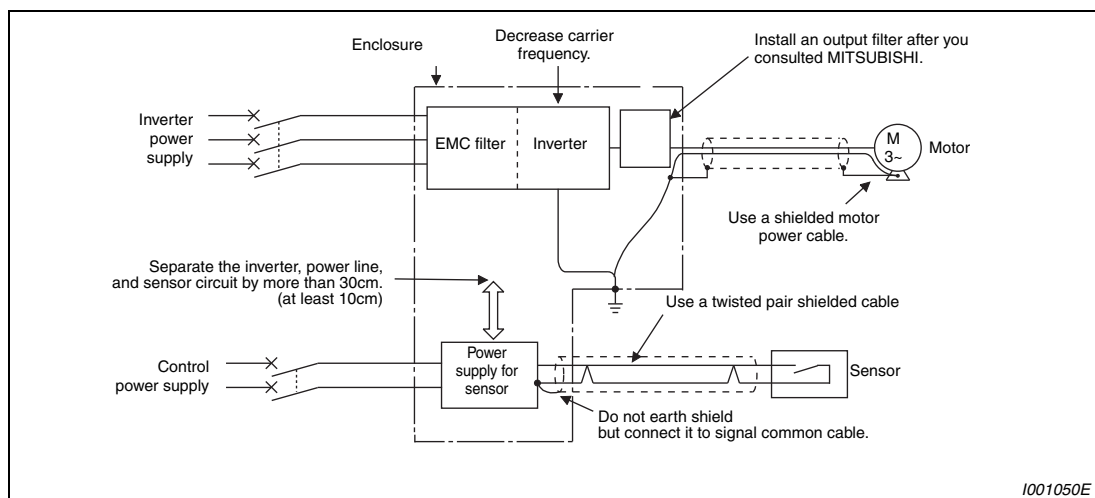 Enclosure
Decrease carrier
frequency.
Install an output filter after you
consulted MITSUBISHI.
Inverter
power
supply
EMC filter
Inverter
M
3~
Motor
Use a shielded motor
power cable.
Separate the inverter, power line,
and sensor circuit by more than 30cm.
(at least 10cm)
Use a twisted pair shielded cable
Control
power supply
Power
supply for
sensor
Sensor
Do not earth shield
but connect it to signal common cable.
I001050E